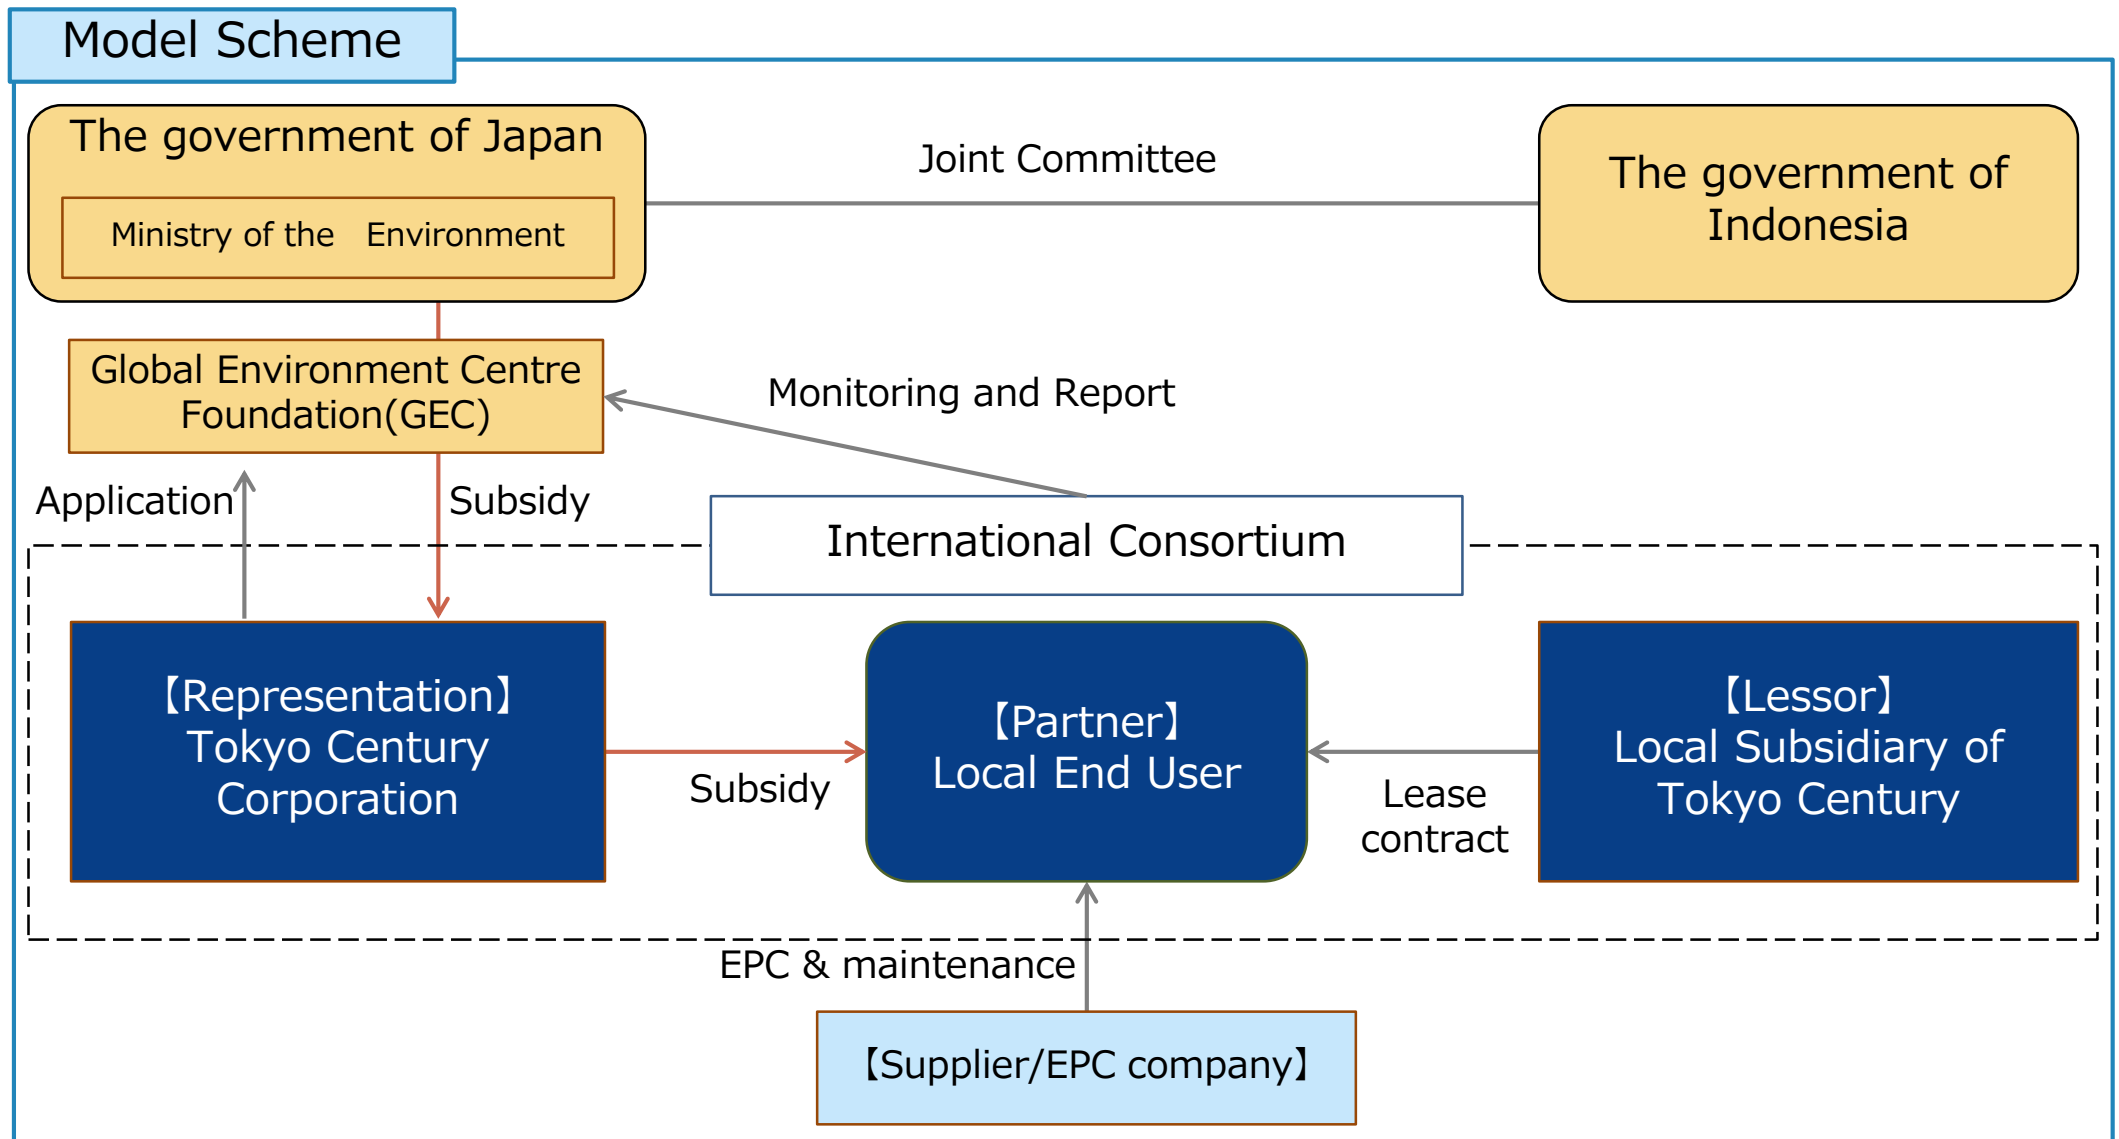 Model Scheme
The government of Japan
Ministry of the Environment
Joint Committee
The government of
Indonesia
Global Environment Centre
Foundation(GEC)
Monitoring and Report
Application
Subsidy
International Consortium
【Representation】
Tokyo Century
Corporation
Subsidy
【Partner】
Local End User
Lease
contract
【Lessor】
Local Subsidiary of
Tokyo Century
EPC & maintenance
【Supplier/EPC company】